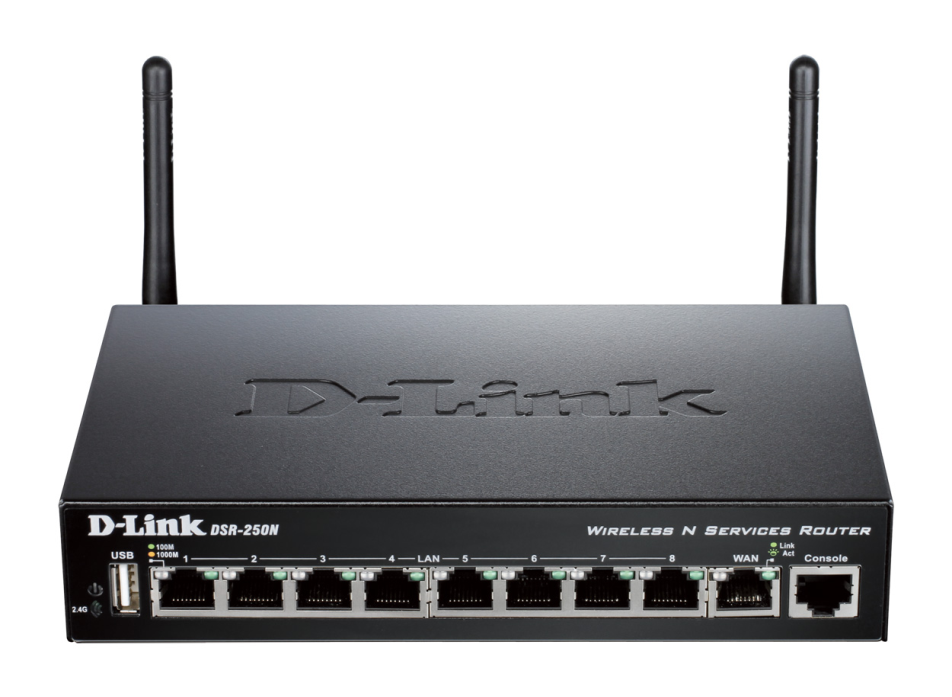 D-Link
D-Link DSR-250N
WIRELESS N SERVICES ROUTER
USB
100M
1000M
1 2 3 4 LAN 5 6 7 8
WAN
Link
Act
Console
2.4G